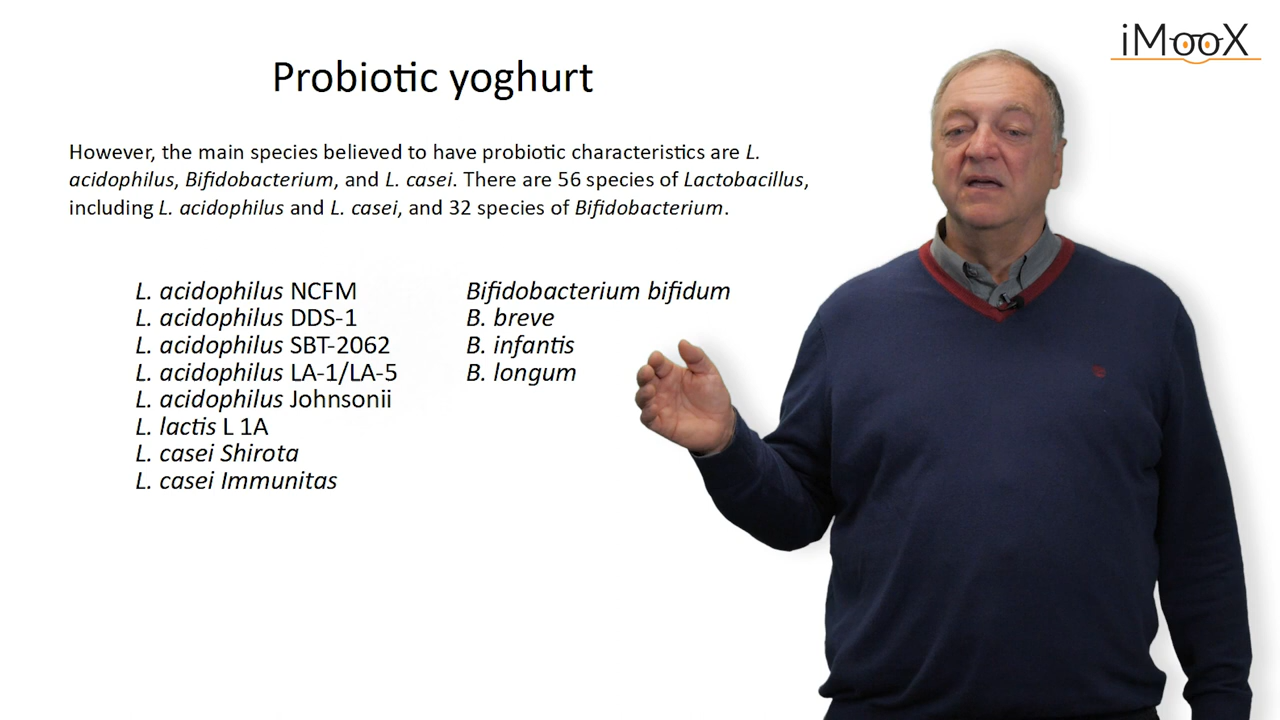 iMooX
Probiotic yoghurt
However, the main species believed to have probiotic characteristics are L.
acidophilus, Bifidobacterium, and L. casei. There are 56 species of Lactobacillus,
including L. acidophilus and L. casei, and 32 species of Bifidobacterium.
L. acidophilus NCFM
L. acidophilus DDS-1
L. acidophilus SBT-2062
L. acidophilus LA-1/LA-5
L. acidophilus Johnsonii
L. lactis L 1A
L. casei Shirota
L. casei Immunitas
Bifidobacterium bifidum
B. breve
B. infantis
B. longum